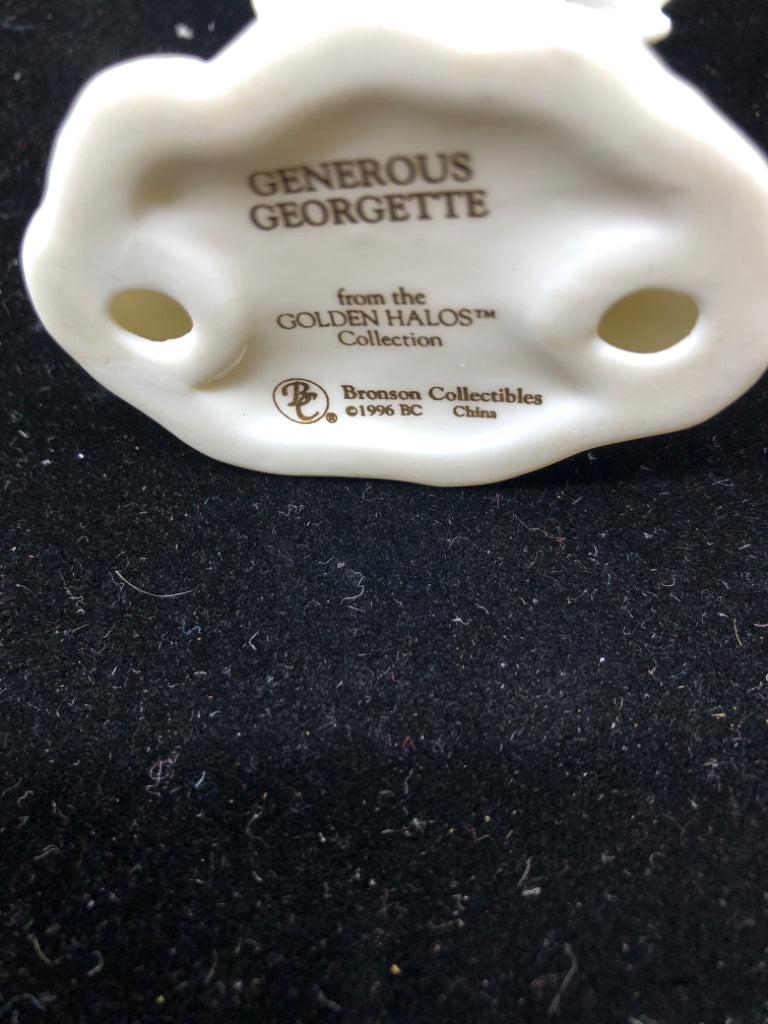 GENEROUS
GEORGETTE
from the
GOLDEN HALOS™
Collection
BC® Bronson Collectibles
©1996 BC China